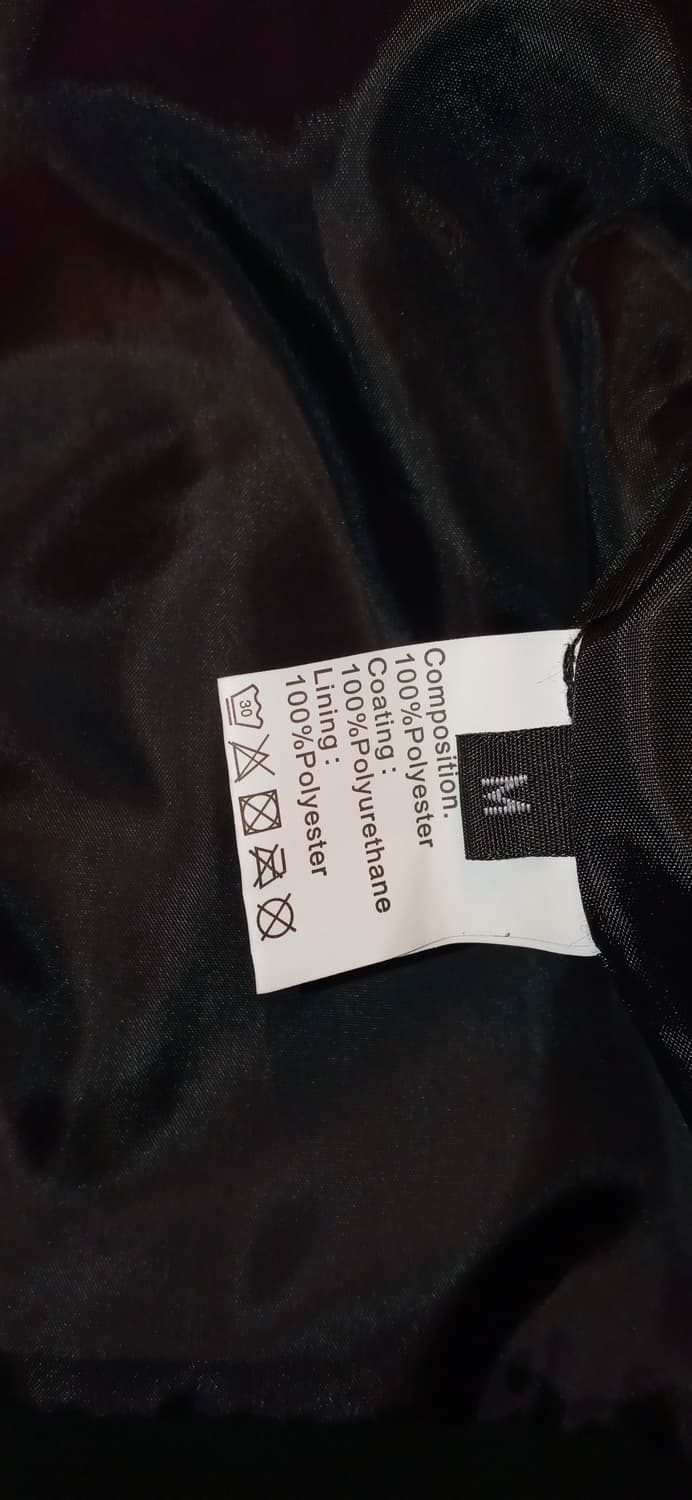 M
Composition.
100%Polyester
Coating :
100%Polyurethane
Lining :
100%Polyester
30